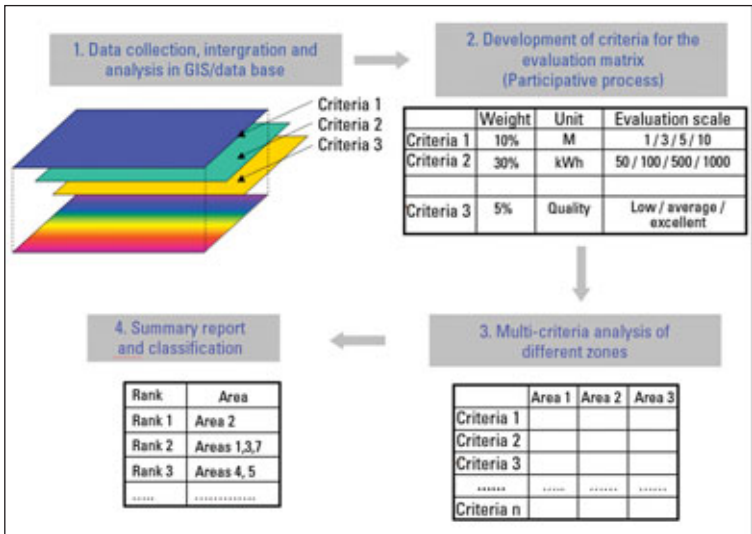 1. Data collection, intergration and
analysis in GIS/data base
Criteria 1
Criteria 2
Criteria 3
2. Development of criteria for the
evaluation matrix
(Participative process)
Weight Unit Evaluation scale
Criteria 1 10% M 1 / 3 / 5 / 10
Criteria 2 30% kWh 50 / 100 / 500 / 1000
Criteria 3 5% Quality Low / average /
excellent
3. Multi-criteria analysis of
different zones
Area 1 Area 2 Area 3
Criteria 1
Criteria 2
Criteria 3
...... ..... ...... ......
Criteria n
4. Summary report
and classification
Rank Area
Rank 1 Area 2
Rank 2 Areas 1,3,7
Rank 3 Areas 4, 5
..... .............